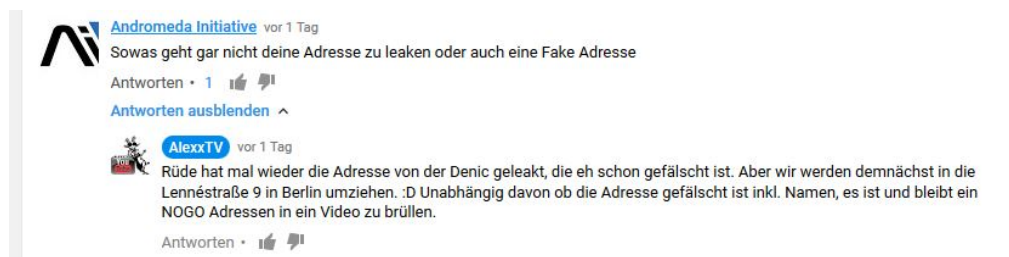 Andromeda Initiative vor 1 Tag
Sowas geht gar nicht deine Adresse zu leaken oder auch eine Fake Adresse
Antworten • 1
Antworten ausblenden
AlexxTV vor 1 Tag
Rüde hat mal wieder die Adresse von der Denic geleakt, die eh schon gefälscht ist. Aber wir werden demnächst in die
Lennéstraße 9 in Berlin umziehen. :D Unabhängig davon ob die Adresse gefälscht ist inkl. Namen, es ist und bleibt ein
NOGO Adressen in ein Video zu brüllen.
Antworten •